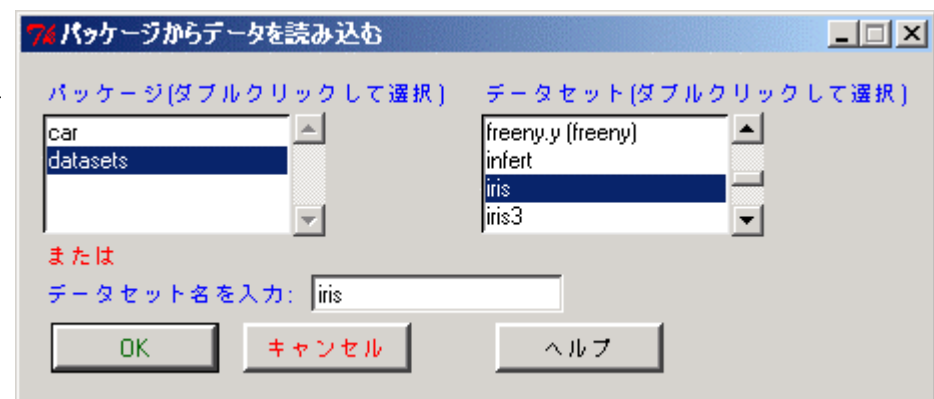 パッケージからデータを読み込む
パッケージ(ダブルクリックして選択)
car
datasets
データセット(ダブルクリックして選択)
freeny.y (freeny)
infert
iris
iris3
または
データセット名を入力: iris
OK キャンセル ヘルプ